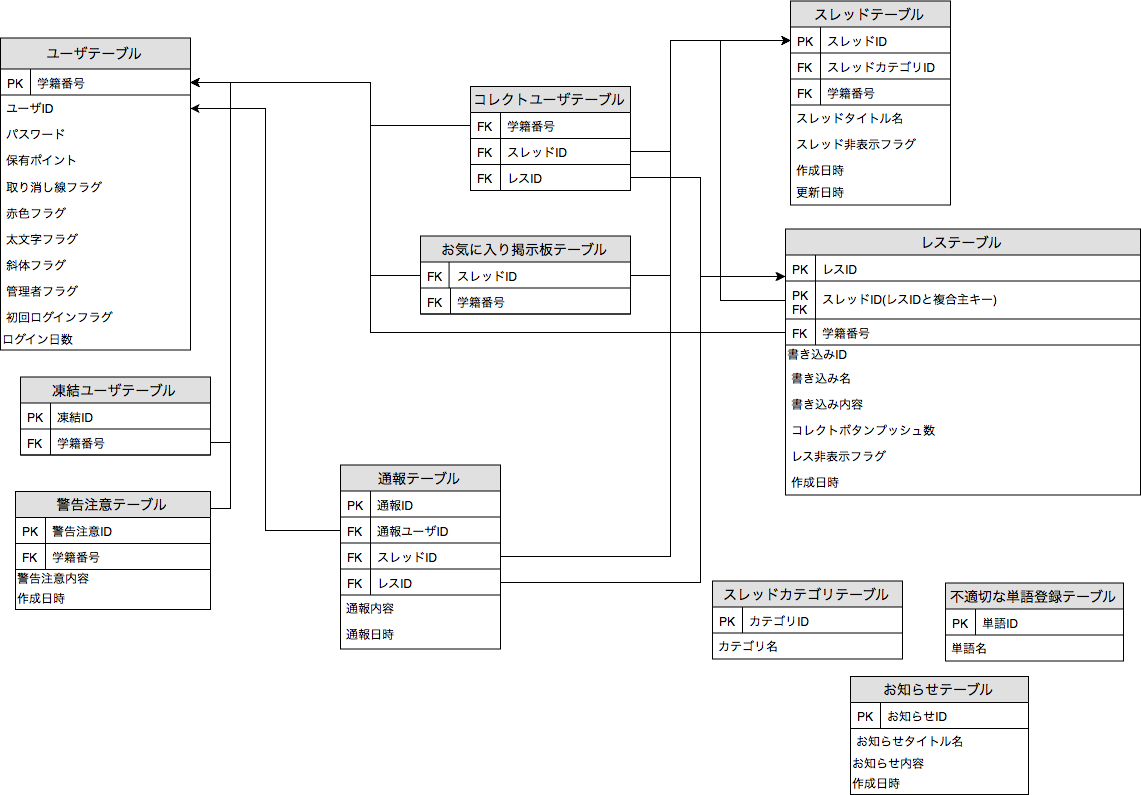 ユーザテーブル
PK 学籍番号
ユーザID
パスワード
保有ポイント
取り消し線フラグ
赤色フラグ
太文字フラグ
斜体フラグ
管理者フラグ
初回ログインフラグ
ログイン日数
凍結ユーザテーブル
PK 凍結ID
FK 学籍番号
警告注意テーブル
PK 警告注意ID
FK 学籍番号
警告注意内容
作成日時
コレクトユーザテーブル
FK 学籍番号
FK スレッドID
FK レスID
お気に入り掲示板テーブル
FK スレッドID
FK 学籍番号
通報テーブル
PK 通報ID
FK 通報ユーザID
FK スレッドID
FK レスID
通報内容
通報日時
スレッドテーブル
PK スレッドID
FK スレッドカテゴリID
FK 学籍番号
スレッドタイトル名
スレッド非表示フラグ
作成日時
更新日時
レステーブル
PK レスID
PK
FK スレッドID(レスIDと複合主キー)
FK 学籍番号
書き込みID
書き込み名
書き込み内容
コレクトボタンプッシュ数
レス非表示フラグ
作成日時
スレッドカテゴリテーブル
PK カテゴリID
カテゴリ名
不適切な単語登録テーブル
PK 単語ID
単語名
お知らせテーブル
PK お知らせID
お知らせタイトル名
お知らせ内容
作成日時